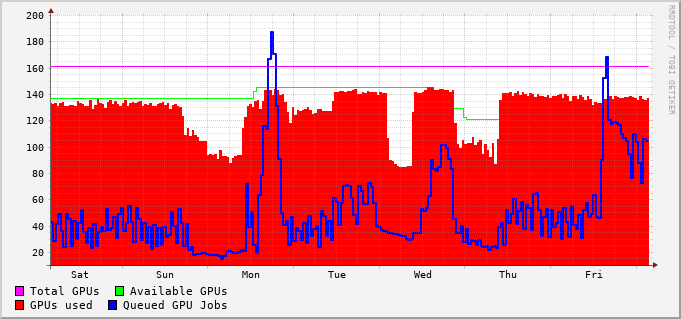 200
180
160
140
120
100
80
60
40
20
Sat Sun Mon Tue Wed Thu Fri
Total GPUs Available GPUs
GPUs used Queued GPU Jobs
RRDTOOL / TOBI OETIKER